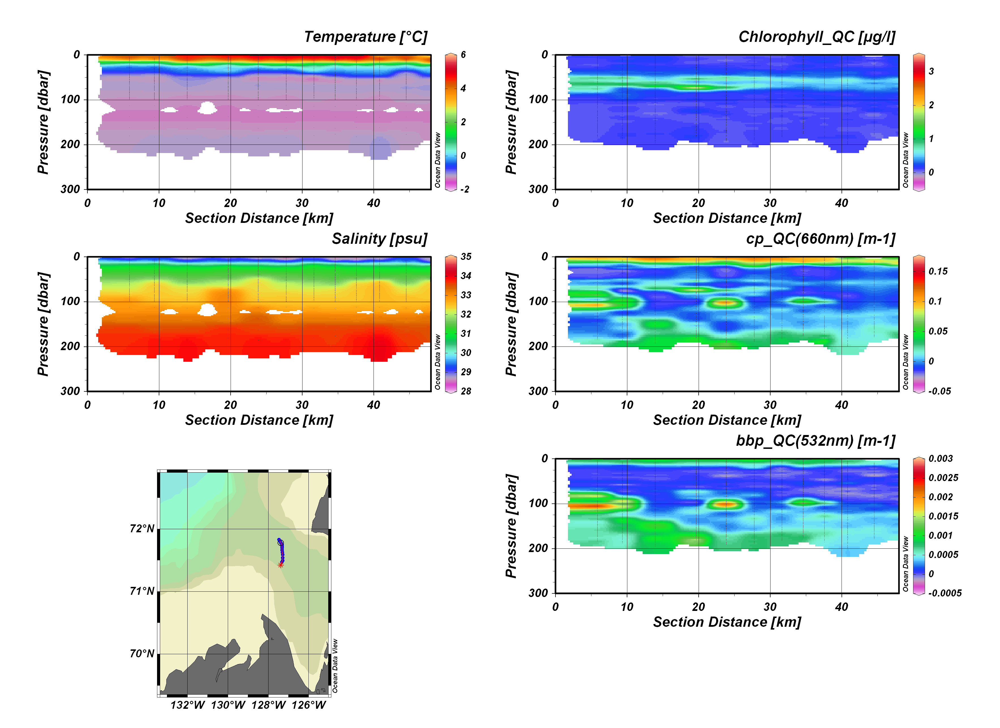 Temperature [°C]
0
100
200
300
Pressure [dbar]
0 10 20 30 40
Section Distance [km]
6
4
2
0
-2
Ocean Data View
Chlorophyll_QC [µg/l]
0
100
200
300
Pressure [dbar]
0 10 20 30 40
Section Distance [km]
3
2
1
0
Ocean Data View
Salinity [psu]
0
100
200
300
Pressure [dbar]
0 10 20 30 40
Section Distance [km]
35
34
33
32
31
30
29
28
Ocean Data View
cp_QC(660nm) [m-1]
0
100
200
300
Pressure [dbar]
0 10 20 30 40
Section Distance [km]
0.15
0.1
0.05
0
-0.05
Ocean Data View
72°N
71°N
70°N
132°W 130°W 128°W 126°W
Ocean Data View
bbp_QC(532nm) [m-1]
0
100
200
300
Pressure [dbar]
0 10 20 30 40
Section Distance [km]
0.003
0.0025
0.002
0.0015
0.001
0.0005
0
-0.0005
Ocean Data View